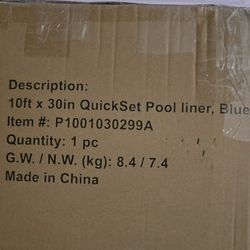 Description:
10ft x 30in QuickSet Pool liner, Blue
Item #: P1001030299A
Quantity: 1 pc
G.W. / N.W. (kg): 8.4 / 7.4
Made in China